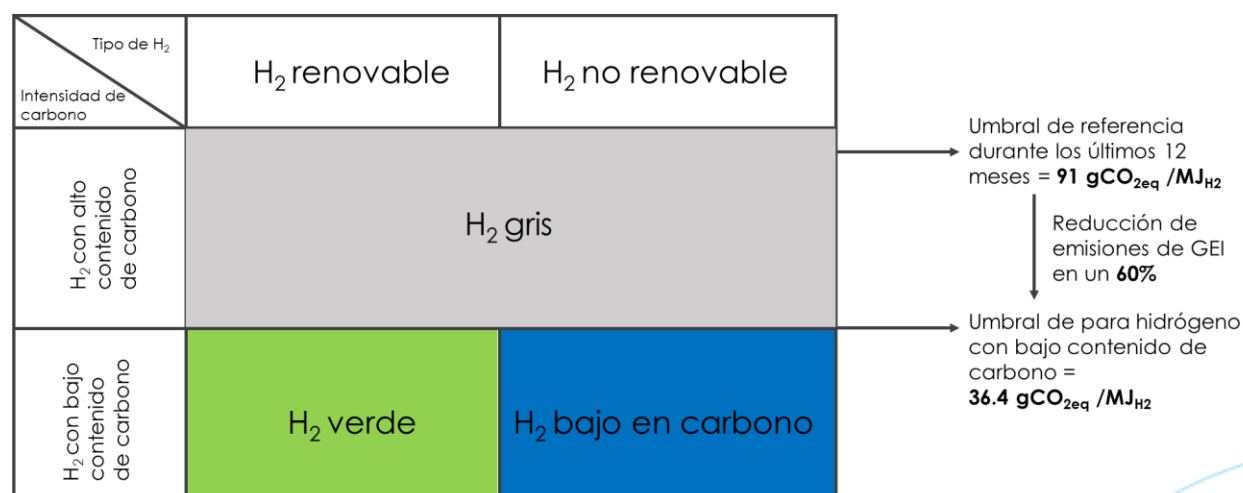 Tipo de H₂
Intensidad de
carbono
H₂ renovable
H₂ no renovable
H₂ con alto
contenido
de carbono
H₂ gris
H₂ con bajo
contenido
de carbono
H₂ verde
H₂ bajo en carbono
Umbral de referencia
durante los últimos 12
meses = 91 gCO₂eq /MJH2
Reducción de
emisiones de GEI
en un 60%
Umbral de para hidrógeno
con bajo contenido de
carbono =
36.4 gCO₂eq /MJH2